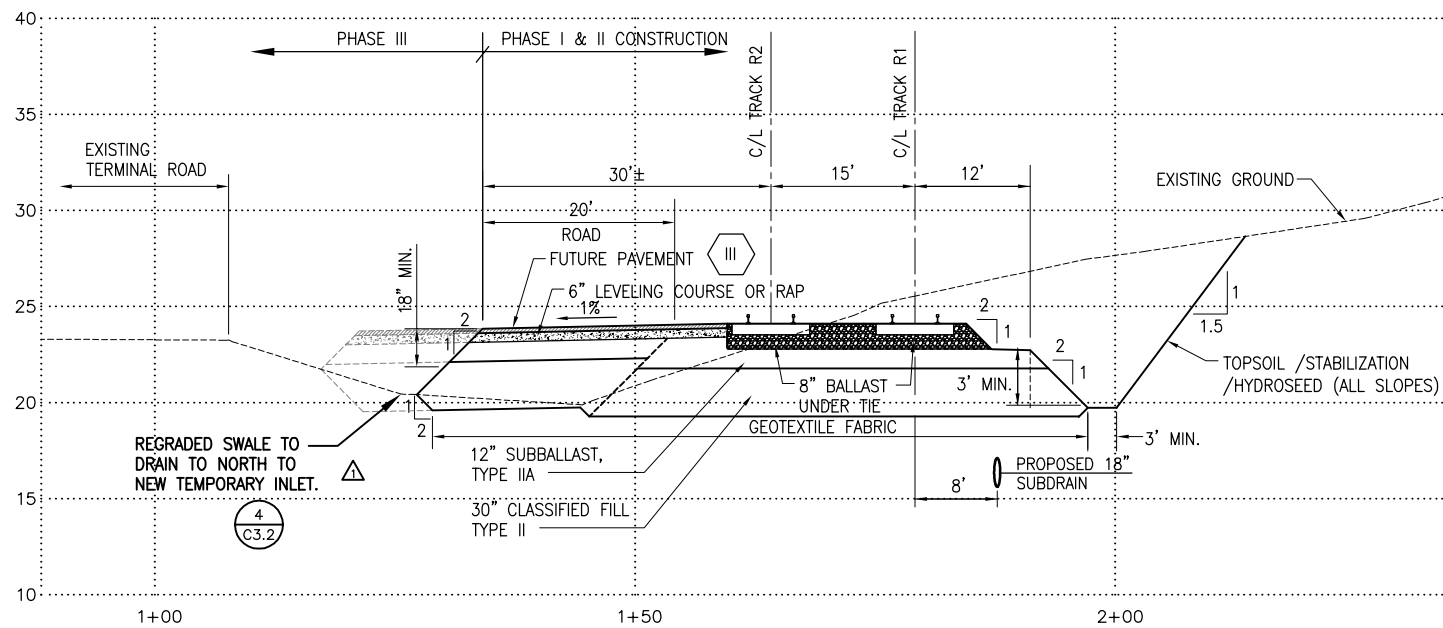 40
35
30
25
20
15
10
PHASE III
PHASE I & II CONSTRUCTION
C/L TRACK R2
C/L TRACK R1
EXISTING
TERMINAL ROAD
30'±
15'
12'
20'
ROAD
EXISTING GROUND
FUTURE PAVEMENT
III
18" MIN.
6" LEVELING COURSE OR RAP
1%
2
1
2
1
2
1
1
1.5
TOPSOIL /STABILIZATION
/HYDROSEED (ALL SLOPES)
8" BALLAST
UNDER TIE
3' MIN.
1
2
GEOTEXTILE FABRIC
3' MIN.
REGRADED SWALE TO
DRAIN TO NORTH TO
NEW TEMPORARY INLET.
1
4
C3.2
12" SUBBALLAST,
TYPE IIA
30" CLASSIFIED FILL
TYPE II
8'
PROPOSED 18"
SUBDRAIN
1+00
1+50
2+00